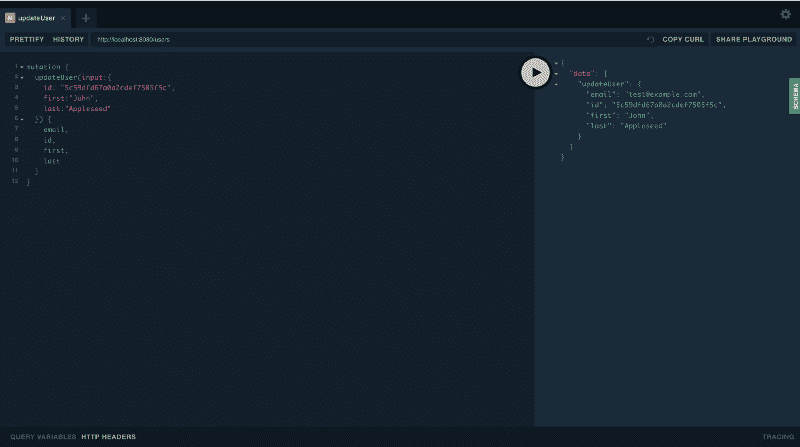 updateUser
PRETTIFY HISTORY http://localhost:8080/users COPY CURL SHARE PLAYGROUND
1 mutation {
2 updateUser(input:{
3 id: "5c59dfd67a0a2cdef7505f5c",
4 first:"John",
5 last:"Appleseed"
6 }) {
7 email,
8 id,
9 first,
10 last
11 }
12 }
{
"data": {
"updateUser": {
"email": "test@example.com",
"id": "5c59dfd67a0a2cdef7505f5c",
"first": "John",
"last": "Appleseed"
}
}
}
SCHEMA
QUERY VARIABLES HTTP HEADERS TRACING